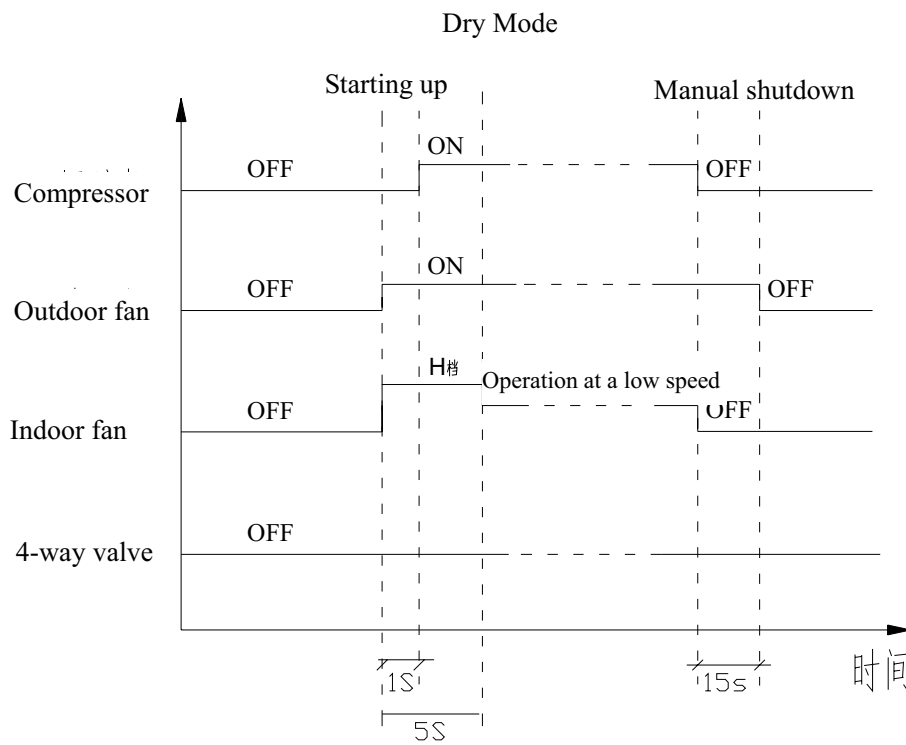 Dry Mode
Starting up
Manual shutdown
ON
OFF
OFF
Compressor
ON
OFF
OFF
Outdoor fan
H档
Operation at a low speed
OFF
OFF
Indoor fan
OFF
4-way valve
时间
1S
15s
5S